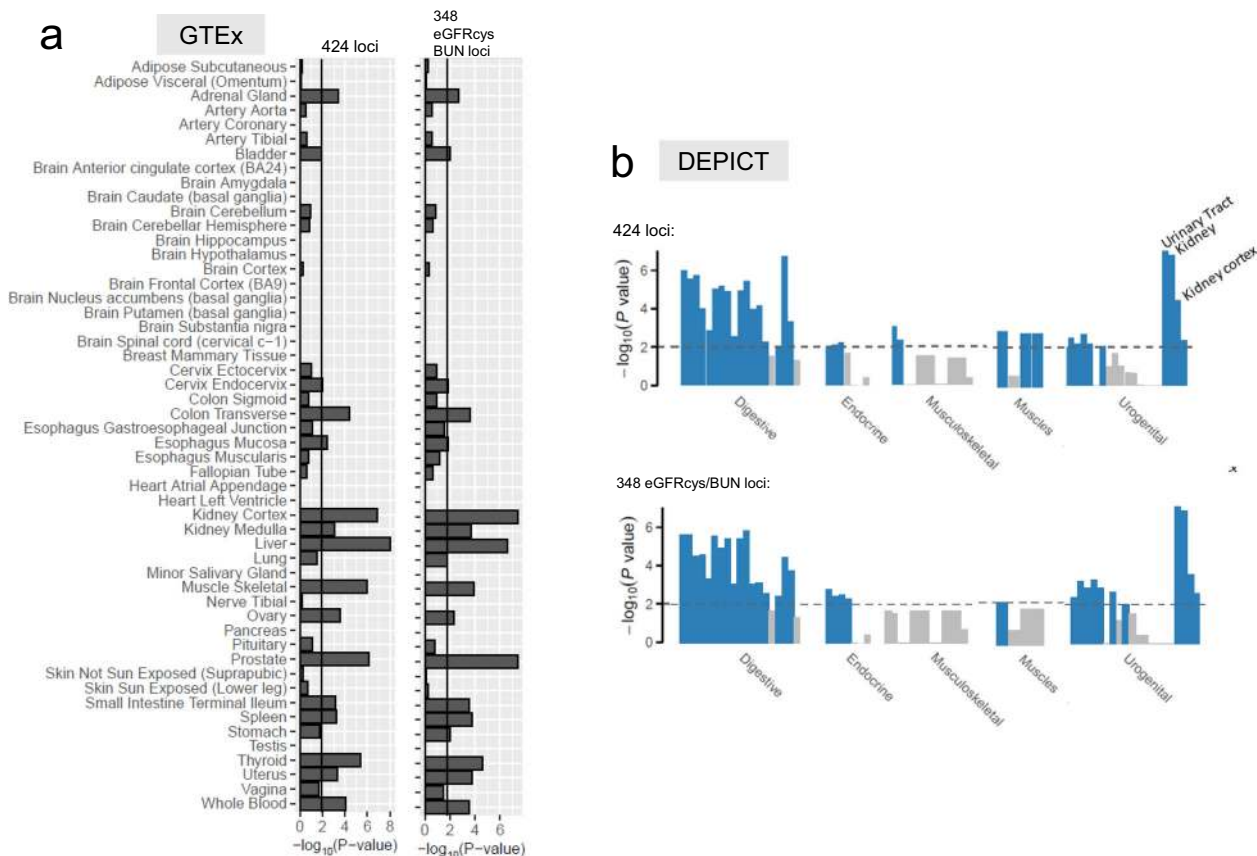 a
GTEx
424 loci
348
eGFRcys
BUN loci
Adipose Subcutaneous
Adipose Visceral (Omentum)
Adrenal Gland
Artery Aorta
Artery Coronary
Artery Tibial
Bladder
Brain Anterior cingulate cortex (BA24)
Brain Amygdala
Brain Caudate (basal ganglia)
Brain Cerebellum
Brain Cerebellar Hemisphere
Brain Hippocampus
Brain Hypothalamus
Brain Cortex
Brain Frontal Cortex (BA9)
Brain Nucleus accumbens (basal ganglia)
Brain Putamen (basal ganglia)
Brain Substantia nigra
Brain Spinal cord (cervical c−1)
Breast Mammary Tissue
Cervix Ectocervix
Cervix Endocervix
Colon Sigmoid
Colon Transverse
Esophagus Gastroesophageal Junction
Esophagus Mucosa
Esophagus Muscularis
Fallopian Tube
Heart Atrial Appendage
Heart Left Ventricle
Kidney Cortex
Kidney Medulla
Liver
Lung
Minor Salivary Gland
Muscle Skeletal
Nerve Tibial
Ovary
Pancreas
Pituitary
Prostate
Skin Not Sun Exposed (Suprapubic)
Skin Sun Exposed (Lower leg)
Small Intestine Terminal Ileum
Spleen
Stomach
Testis
Thyroid
Uterus
Vagina
Whole Blood
0 2 4 6 8
−log10(P−value)
0 2 4 6
−log10(P−value)
b
DEPICT
424 loci:
Urinary Tract
Kidney
Kidney cortex
−log10(P value)
6
4
2
0
Digestive
Endocrine
Musculoskeletal
Muscles
Urogenital
x
348 eGFRcys/BUN loci:
−log10(P value)
6
4
2
0
Digestive
Endocrine
Musculoskeletal
Muscles
Urogenital